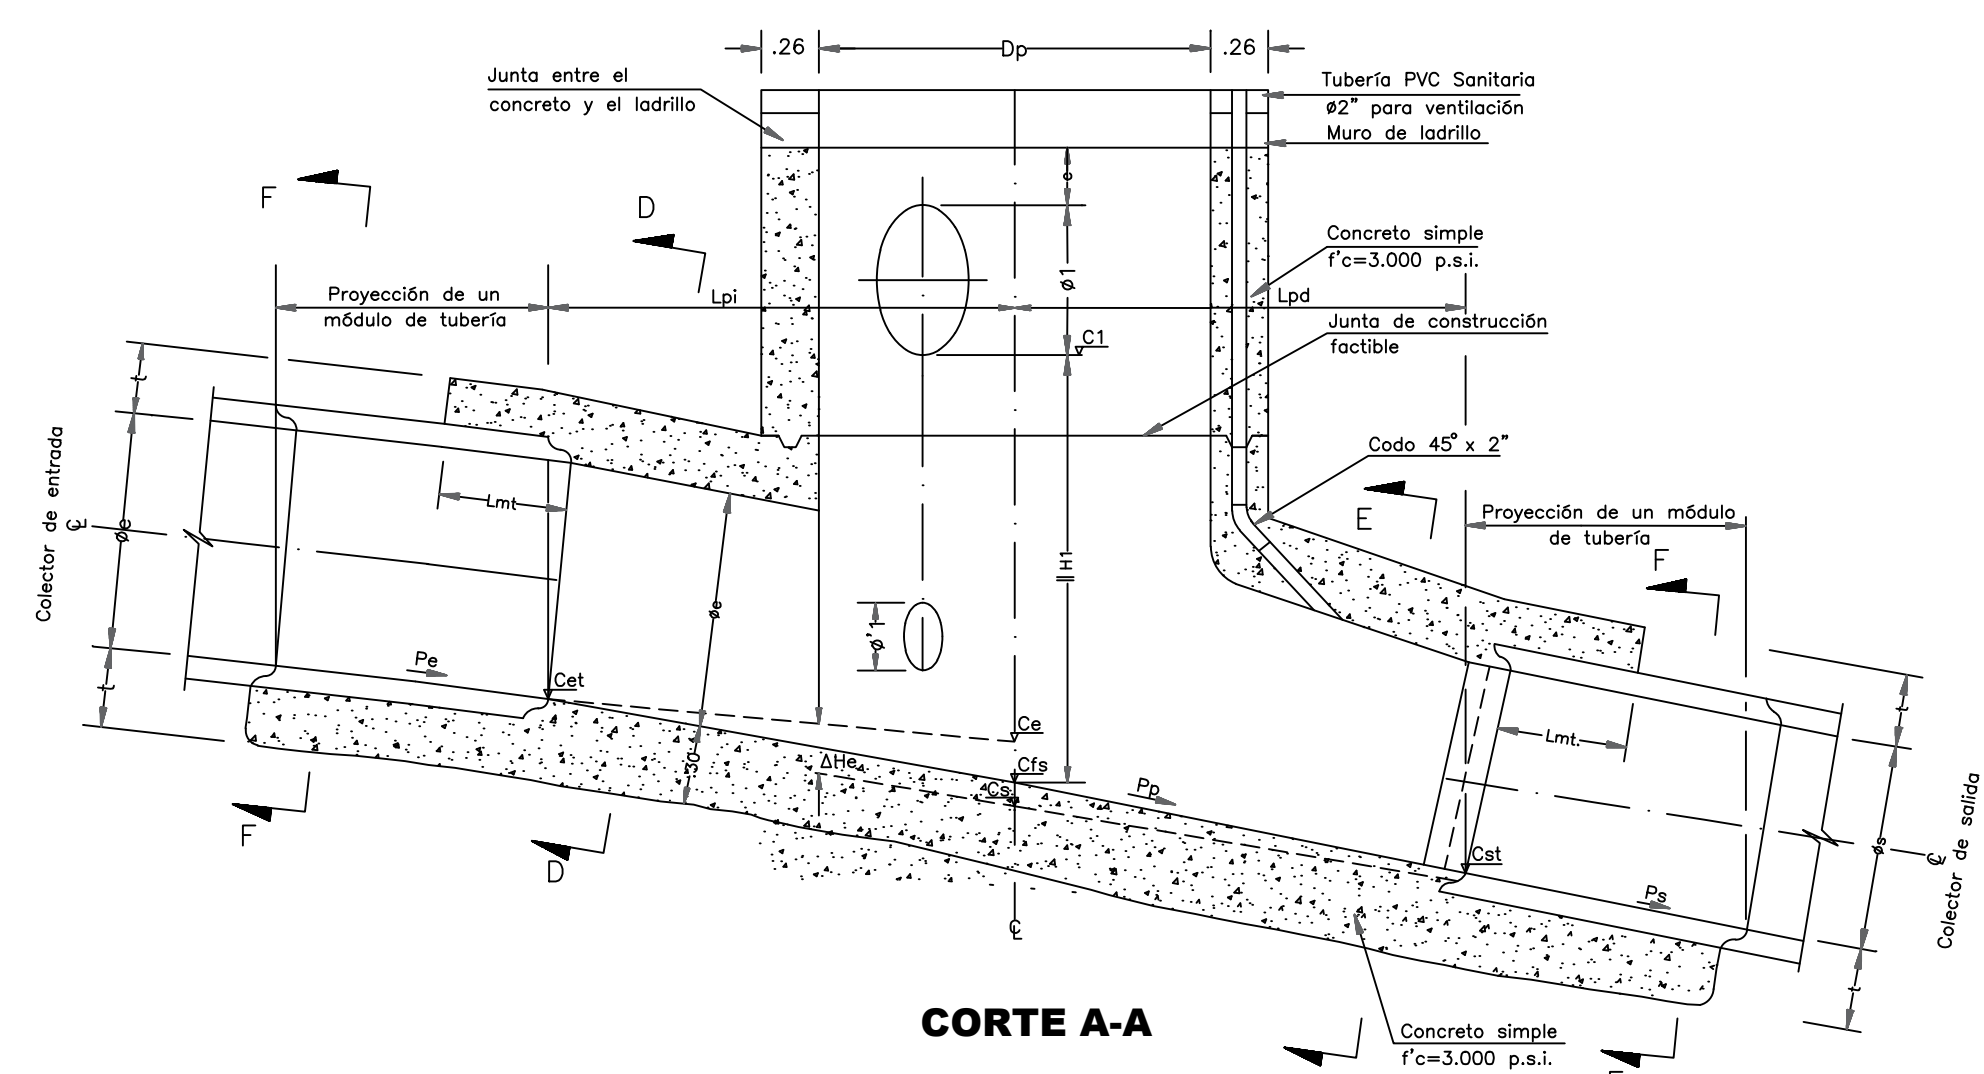 .26
Dp
.26
Junta entre el
concreto y el ladrillo
Tubería PVC Sanitaria
ø2" para ventilación
Muro de ladrillo
F
D
e
Concreto simple
f'c=3.000 p.s.i.
ø1
Proyección de un
módulo de tubería
Lpi
Lpd
Junta de construcción
factible
C1
t
Colector de entrada
øe
Lmt
Codo 45° x 2"
E
Proyección de un módulo
de tubería
F
H1
øe
ø'1
Pe
Cet
t
t
Ce
Lmt.
ΔHe
Cfs
Cs
.30
Pp
Cst
øs
Colector de salida
F
D
Ps
t
CORTE A-A
Concreto simple
f'c=3.000 p.s.i.